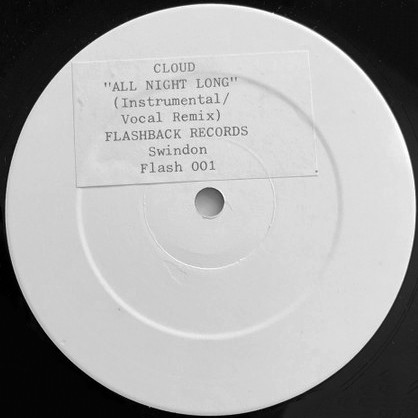 CLOUD
"ALL NIGHT LONG"
(Instrumental/
Vocal Remix)
FLASHBACK RECORDS
Swindon
Flash 001